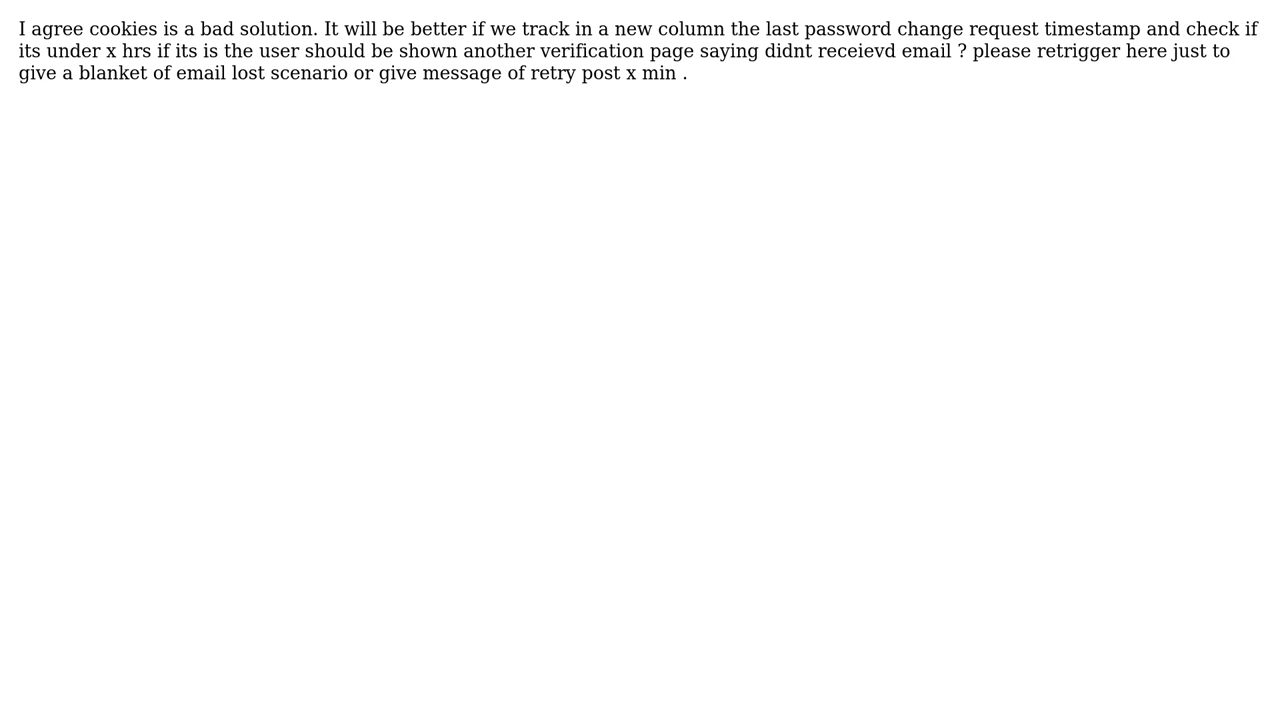 I agree cookies is a bad solution. It will be better if we track in a new column the last password change request timestamp and check if
its under x hrs if its is the user should be shown another verification page saying didnt receievd email ? please retrigger here just to
give a blanket of email lost scenario or give message of retry post x min .